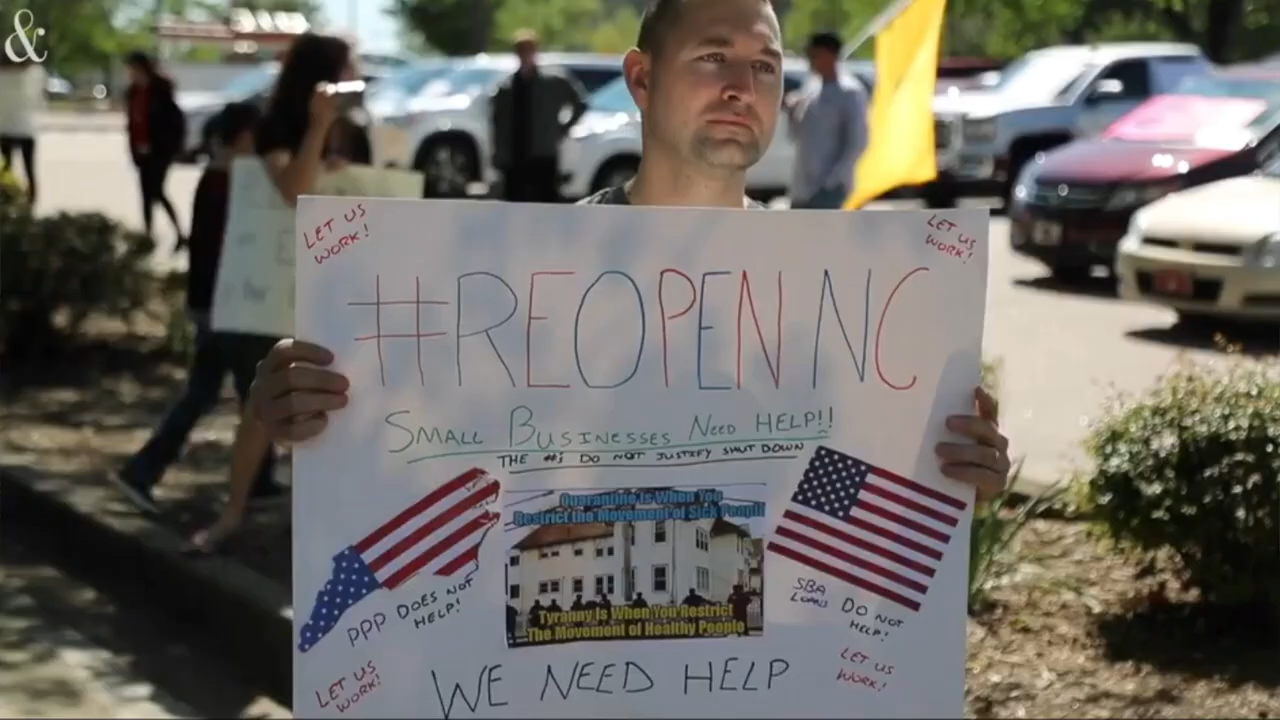 &
LET US
WORK!
LET US
WORK!
#REOPEN NC
SMALL BUSINESSES NEED HELP!!
THE #s DO NOT JUSTIFY SHUT DOWN
Quarantine Is When You
Restrict the Movement of Sick People
Tyranny Is When You Restrict
The Movement of Healthy People
PPP DOES NOT
HELP!
SBA
LOANS DO NOT
HELP!
LET US
WORK!
LET US
WORK!
WE NEED HELP